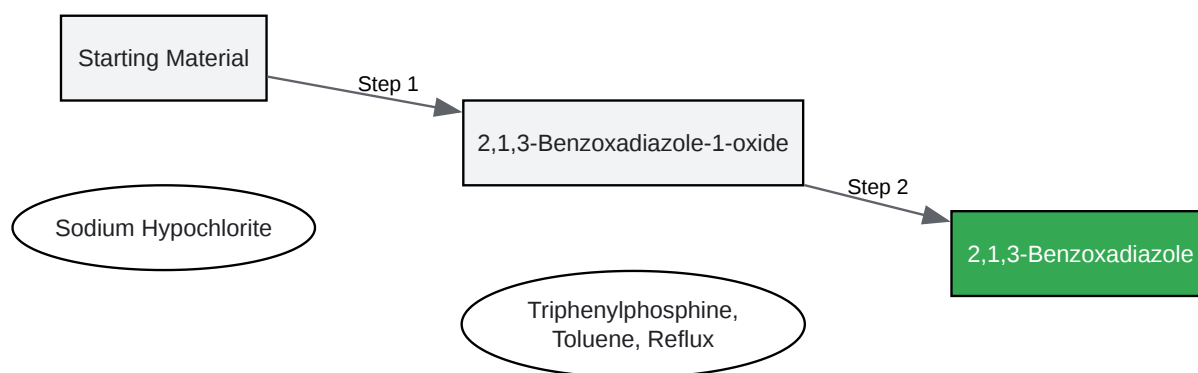 Starting Material
Step 1
2,1,3-Benzoxadiazole-1-oxide
Step 2
Sodium Hypochlorite
2,1,3-Benzoxadiazole
Triphenylphosphine,
Toluene, Reflux